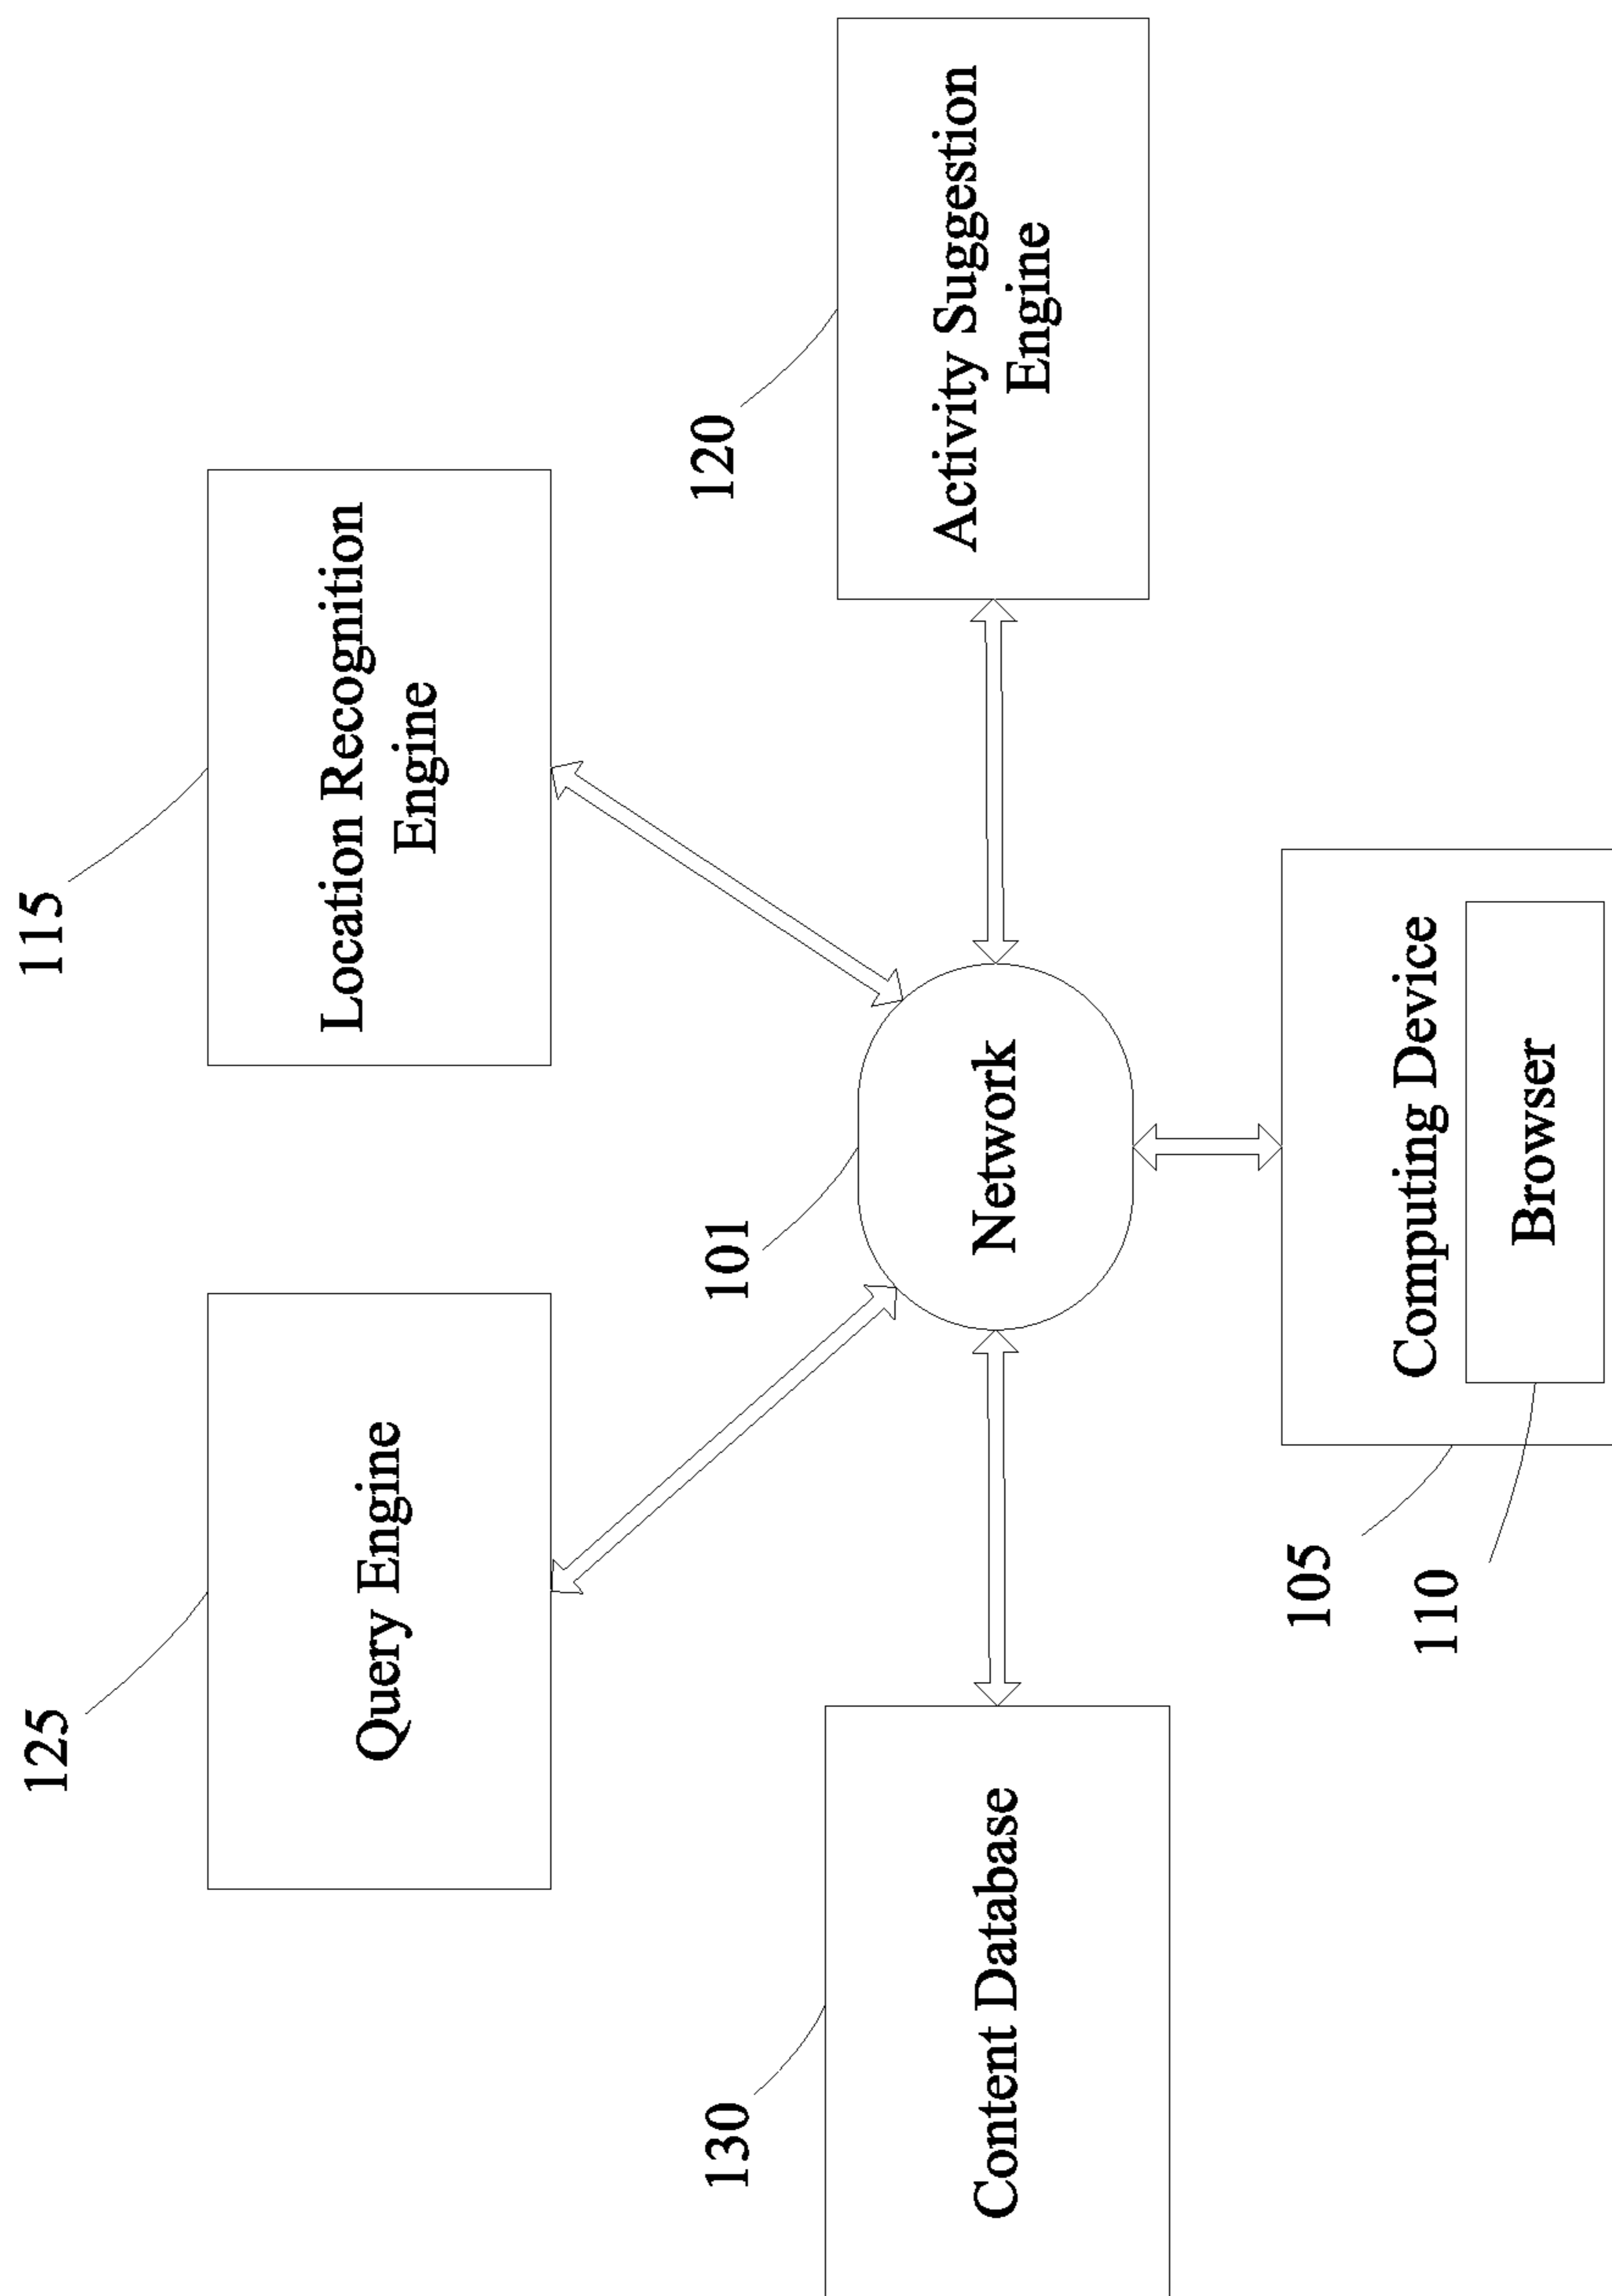 125
Query Engine
115
Location Recognition
Engine
130
Content Database
101
Network
120
Activity Suggestion
Engine
105
Computing Device
110
Browser